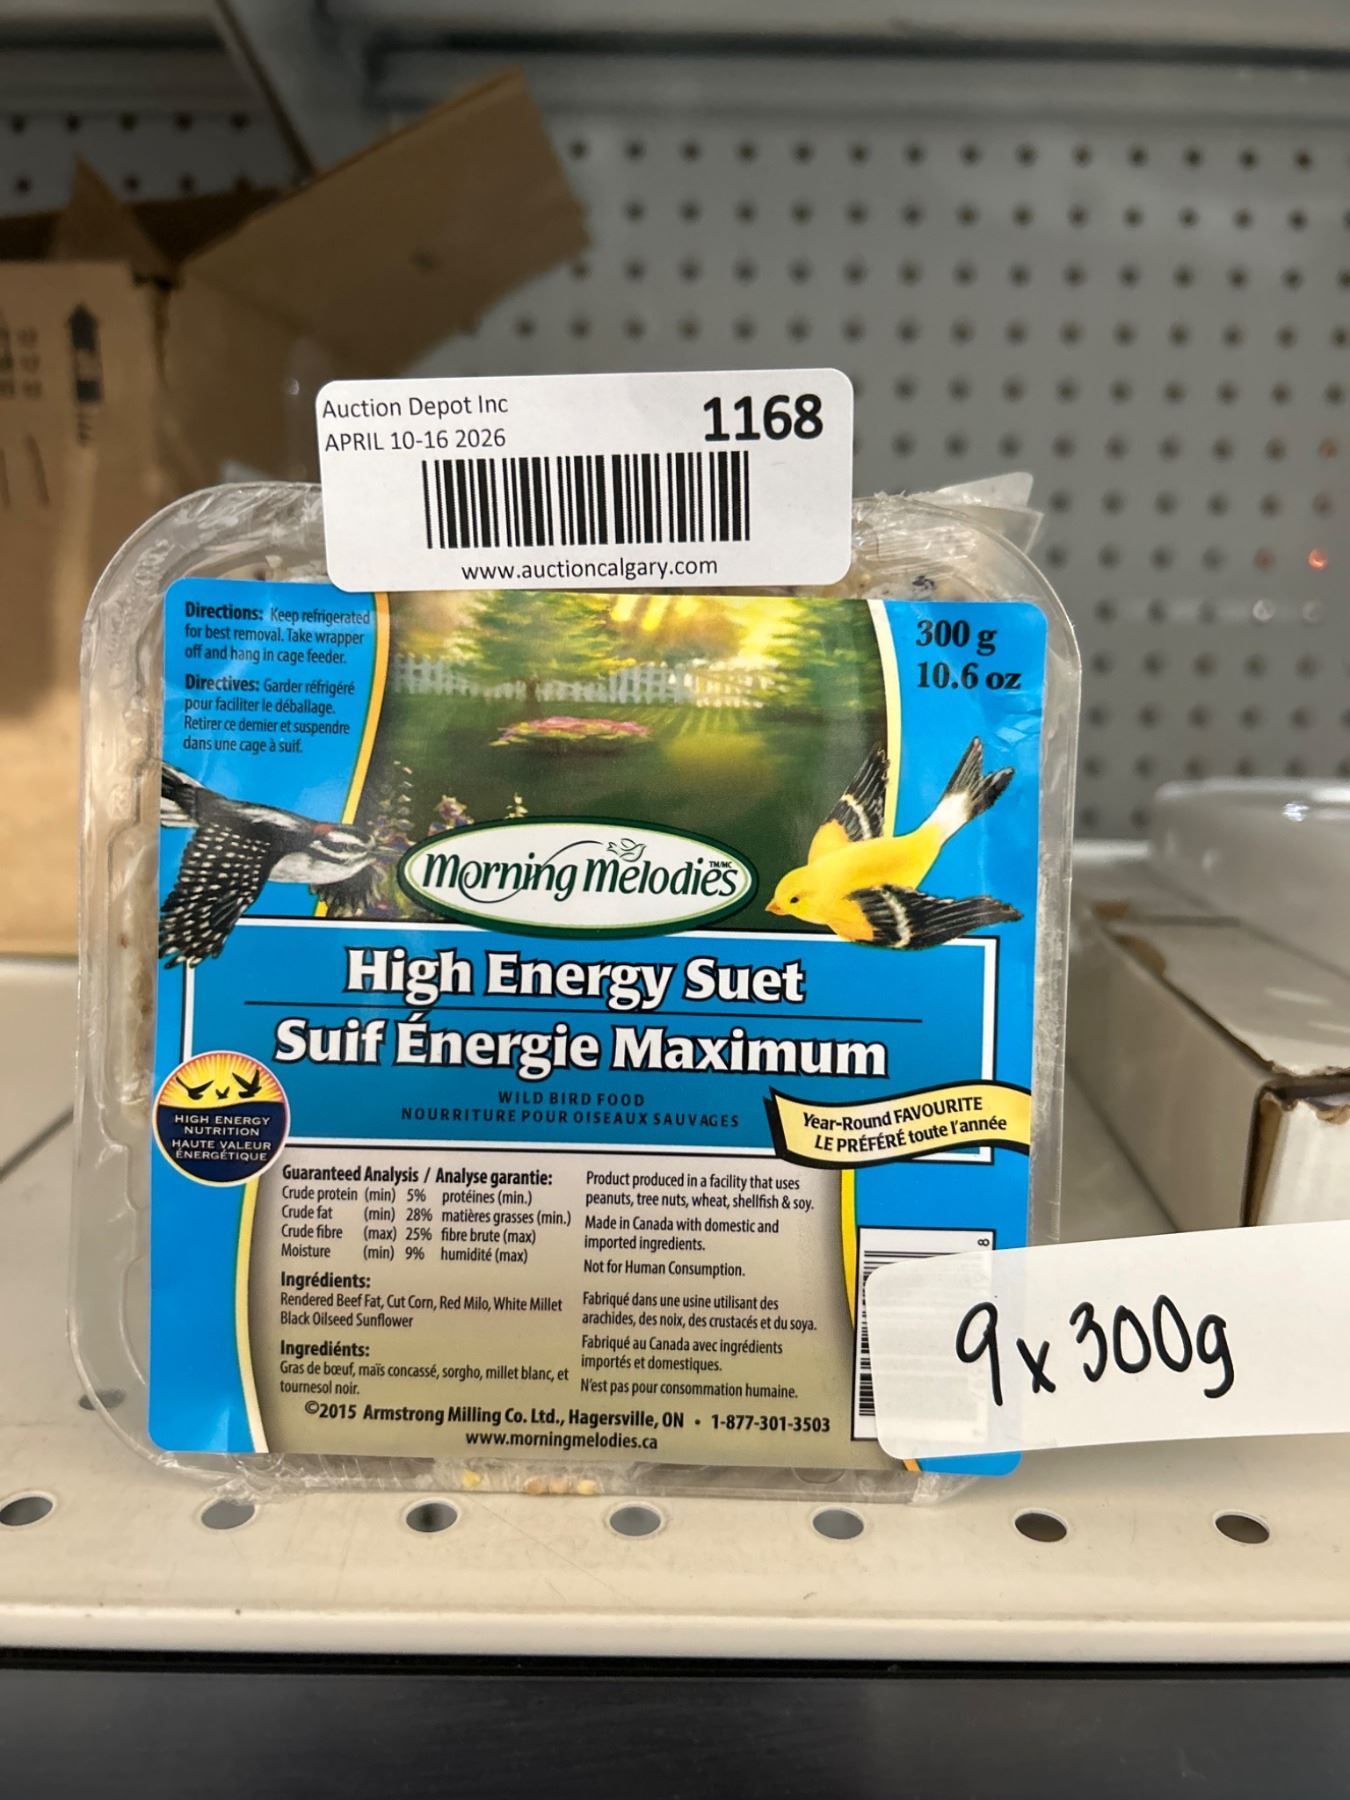 Auction Depot Inc
APRIL 10-16 2026
1168
www.auctioncalgary.com
Directions: Keep refrigerated
for best removal. Take wrapper
off and hang in cage feeder.
Directives: Garder réfrigéré
pour faciliter le déballage.
Retirer ce dernier et suspendre
dans une cage à suif.
300 g
10.6 oz
Morning Melodies TM/MC
High Energy Suet
Suif Énergie Maximum
WILD BIRD FOOD
NOURRITURE POUR OISEAUX SAUVAGES
HIGH ENERGY
NUTRITION
HAUTE VALEUR
ÉNERGÉTIQUE
Year-Round FAVOURITE
LE PRÉFÉRÉ toute l'année
Guaranteed Analysis / Analyse garantie:
Crude protein (min) 5% protéines (min.)
Crude fat (min) 28% matières grasses (min.)
Crude fibre (max) 25% fibre brute (max)
Moisture (min) 9% humidité (max)
Ingrédients:
Rendered Beef Fat, Cut Corn, Red Milo, White Millet
Black Oilseed Sunflower
Ingrediénts:
Gras de bœuf, maïs concassé, sorgho, millet blanc, et
tournesol noir.
Product produced in a facility that uses
peanuts, tree nuts, wheat, shellfish & soy.
Made in Canada with domestic and
imported ingredients.
Not for Human Consumption.
Fabriqué dans une usine utilisant des
arachides, des noix, des crustacés et du soya.
Fabriqué au Canada avec ingrédients
importés et domestiques.
N'est pas pour consommation humaine.
©2015 Armstrong Milling Co. Ltd., Hagersville, ON • 1-877-301-3503
www.morningmelodies.ca
8
9 x 300g